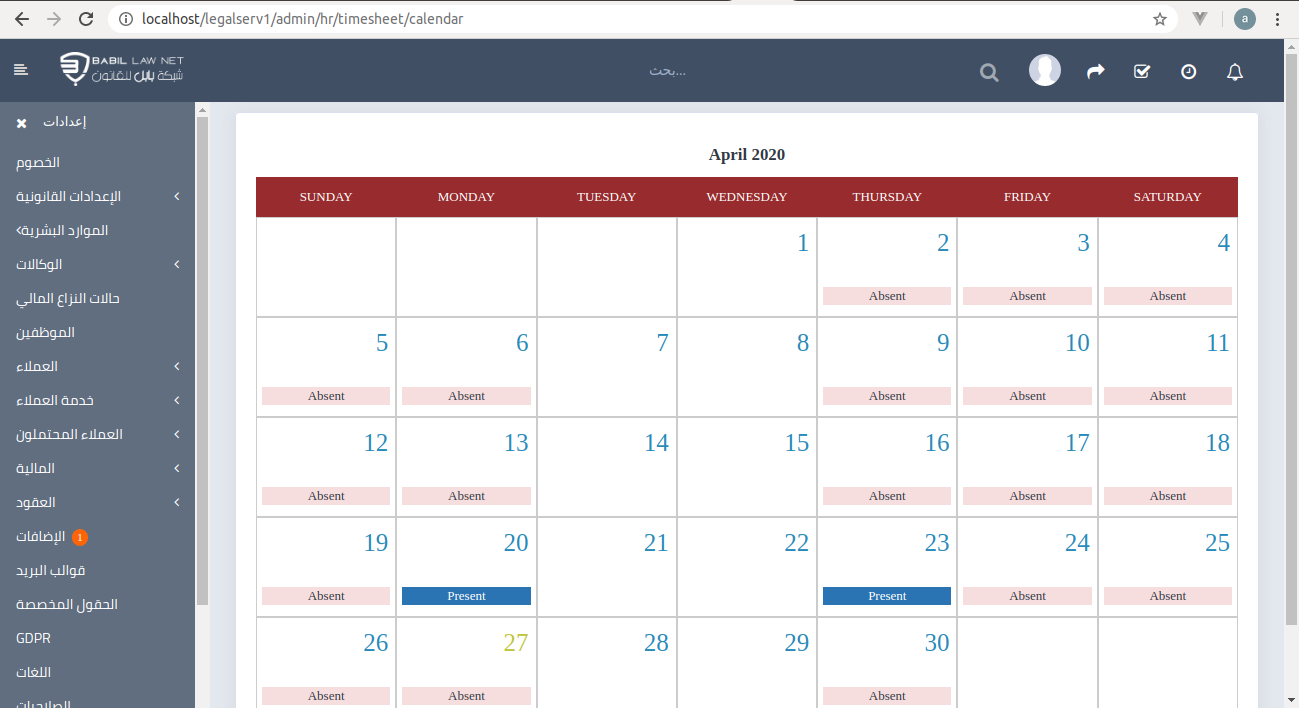 localhost/legalserv1/admin/hr/timesheet/calendar
a
BABIL LAW NET
شبكة بابل للقانون
بحث...
إعدادات
الخصوم
الإعدادات القانونية
الموارد البشرية
الوكالات
حالات النزاع المالي
الموظفين
العملاء
خدمة العملاء
العملاء المحتملون
المالية
العقود
الإضافات 1
قوالب البريد
الحقول المخصصة
GDPR
اللغات
الصلاحيات
April 2020
SUNDAY MONDAY TUESDAY WEDNESDAY THURSDAY FRIDAY SATURDAY
1 2 3 4
Absent Absent Absent
5 6 7 8 9 10 11
Absent Absent Absent Absent Absent
12 13 14 15 16 17 18
Absent Absent Absent Absent Absent
19 20 21 22 23 24 25
Absent Present Present Absent Absent
26 27 28 29 30
Absent Absent Absent